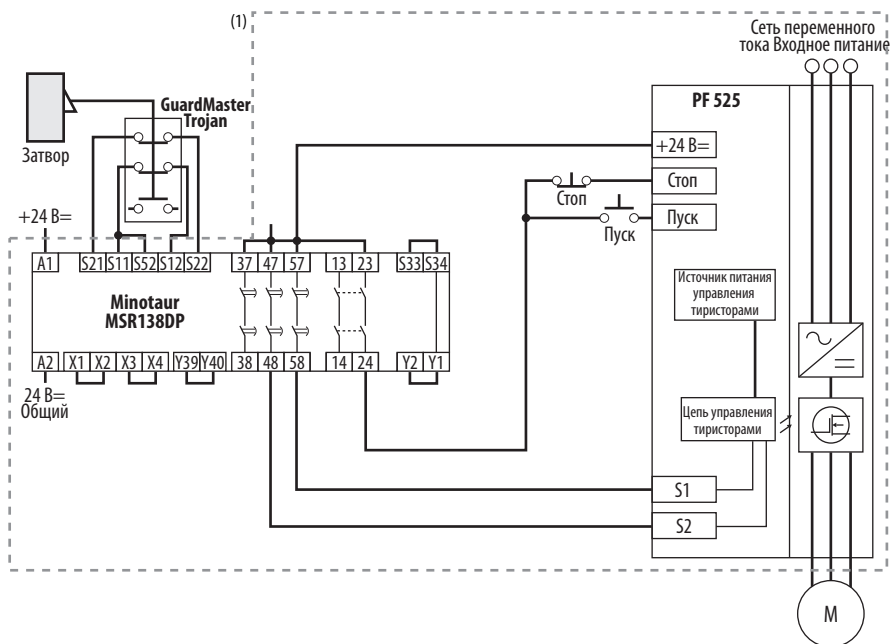 (1)
Сеть переменного
тока Входное питание
GuardMaster
Trojan
PF 525
Затвор
+24 В=
Стоп
Стоп
Пуск
Пуск
+24 В=
A1 S21 S11 S52 S12 S22 37 47 57 13 23 S33 S34
Minotaur
MSR138DP
Источник питания
управления
тиристорами
A2 X1 X2 X3 X4 Y39 Y40 38 48 58 14 24 Y2 Y1
24 В=
Общий
Цепь управления
тиристорами
S1
S2
M